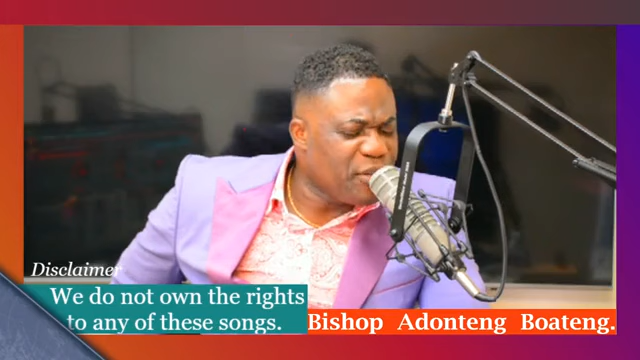 Disclaimer
We do not own the rights
to any of these songs.
Bishop Adonteng Boateng.